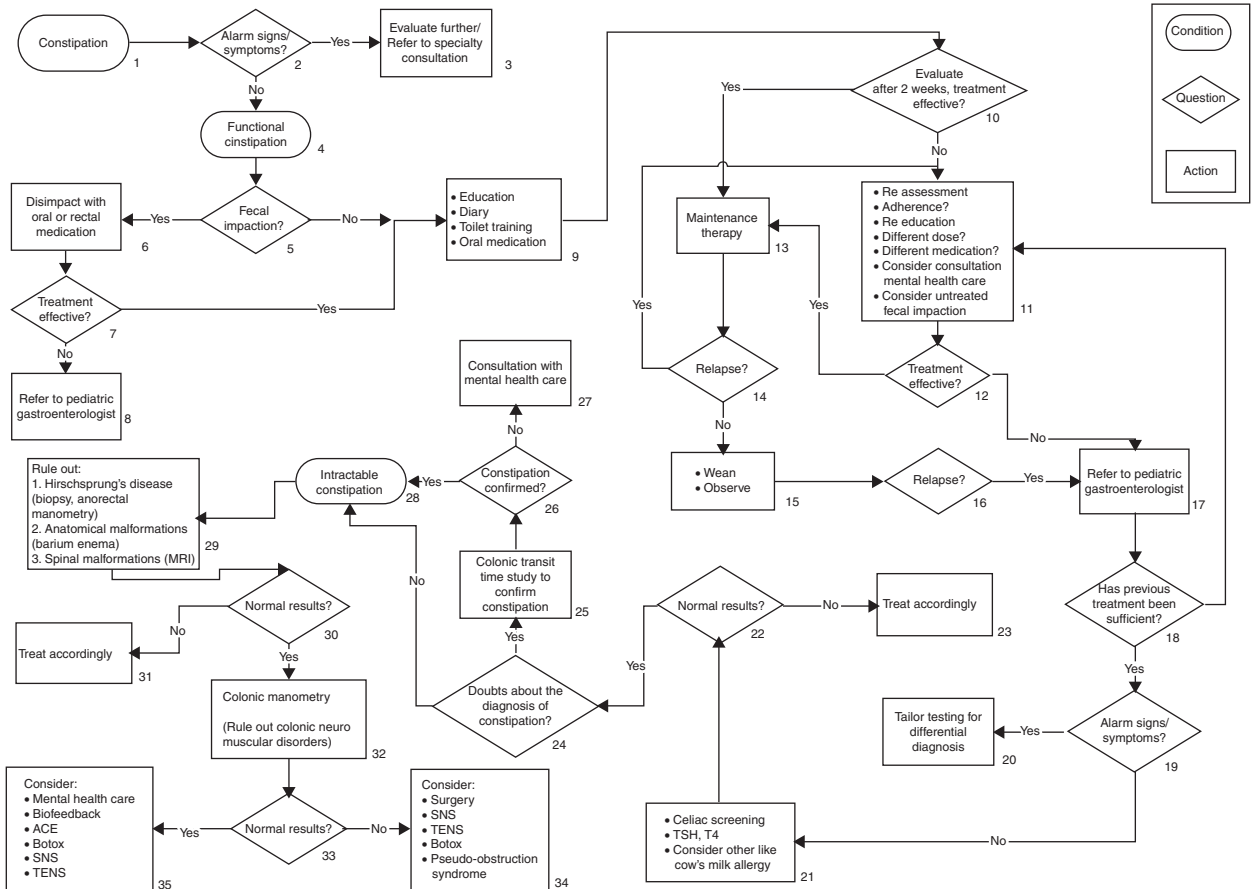 Constipation
1
Alarm signs/
symptoms?
2
Yes
Evaluate further/
Refer to specialty
consultation
3
No
Functional
cinstipation
4
Fecal
impaction?
5
Yes
Disimpact with
oral or rectal
medication
6
No
Treatment
effective?
7
Yes
No
Refer to pediatric
gastroenterologist
8
• Education
• Diary
• Toilet training
• Oral medication
9
Evaluate
after 2 weeks, treatment
effective?
10
Yes
No
• Re assessment
• Adherence?
• Re education
• Different dose?
• Different medication?
• Consider consultation
mental health care
• Consider untreated
fecal impaction
11
Treatment
effective?
12
Yes
No
Maintenance
therapy
13
Relapse?
14
Yes
No
• Wean
• Observe
15
Relapse?
16
Yes
Refer to pediatric
gastroenterologist
17
Has previous
treatment been
sufficient?
18
Yes
Alarm signs/
symptoms?
19
Yes
Tailor testing for
differential
diagnosis
20
No
• Celiac screening
• TSH, T4
• Consider other like
cow's milk allergy
21
Normal results?
22
No
Treat accordingly
23
Yes
Doubts about the
diagnosis of
constipation?
24
Yes
No
Colonic transit
time study to
confirm
constipation
25
Constipation
confirmed?
26
No
Consultation with
mental health care
27
Yes
Intractable
constipation
28
Rule out:
1. Hirschsprung's disease
(biopsy, anorectal
manometry)
2. Anatomical malformations
(barium enema)
3. Spinal malformations (MRI)
29
Normal results?
30
No
Treat accordingly
31
Yes
Colonic manometry
(Rule out colonic neuro
muscular disorders)
32
Normal results?
33
No
Consider:
• Surgery
• SNS
• TENS
• Botox
• Pseudo-obstruction
syndrome
34
Yes
Consider:
• Mental health care
• Biofeedback
• ACE
• Botox
• SNS
• TENS
35
Condition
Question
Action